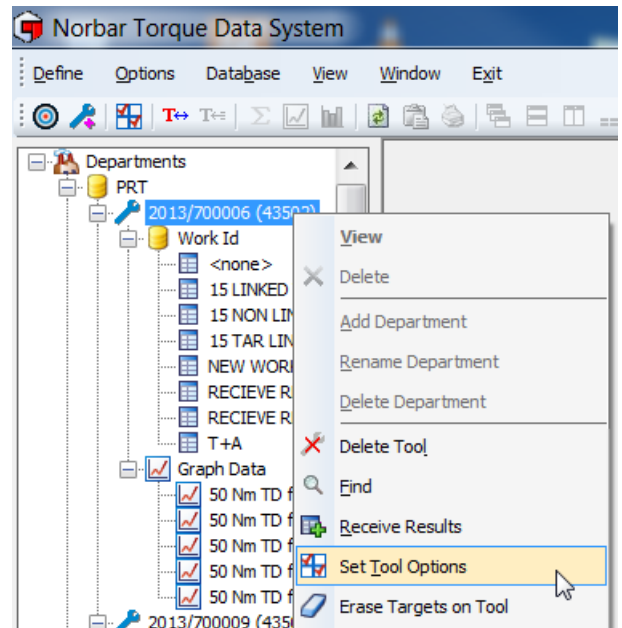 Norbar Torque Data System
Define Options Database View Window Exit
Departments
PRT
2013/700006 (43502)
Work Id
<none>
15 LINKED
15 NON LIN
15 TAR LIN
NEW WOR
RECIEVE R
RECIEVE R
T+A
Graph Data
50 Nm TD f
50 Nm TD f
50 Nm TD f
50 Nm TD f
50 Nm TD f
2013/700009 (435
View
Delete
Add Department
Rename Department
Delete Department
Delete Tool
Find
Receive Results
Set Tool Options
Erase Targets on Tool